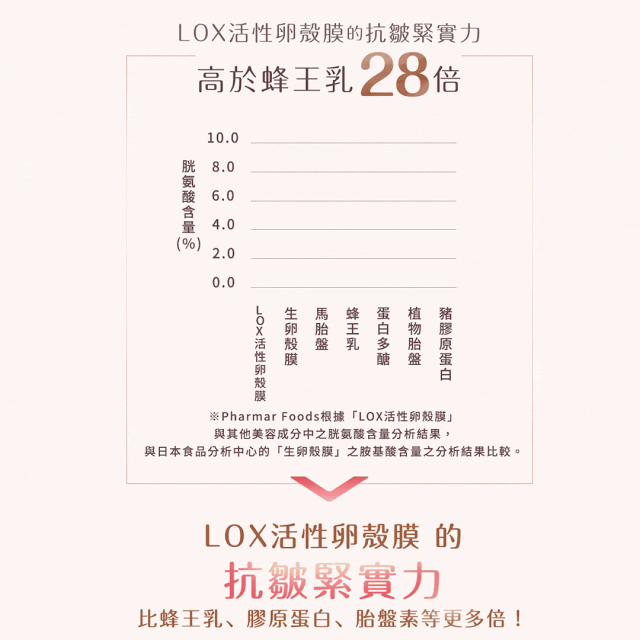 LOX活性卵殼膜的抗皺緊實力
高於蜂王乳28倍
10.0
8.0
6.0
4.0
2.0
0.0
胱氨酸含量(%)
LOX活性卵殼膜
生卵殼膜
馬胎盤
蜂王乳
蛋白多醣
植物胎盤
豬膠原蛋白
※Pharmar Foods根據「LOX活性卵殼膜」
與其他美容成分中之胱氨酸含量分析結果，
與日本食品分析中心的「生卵殼膜」之胺基酸含量之分析結果比較。
LOX活性卵殼膜 的
抗皺緊實力
比蜂王乳、膠原蛋白、胎盤素等更多倍！